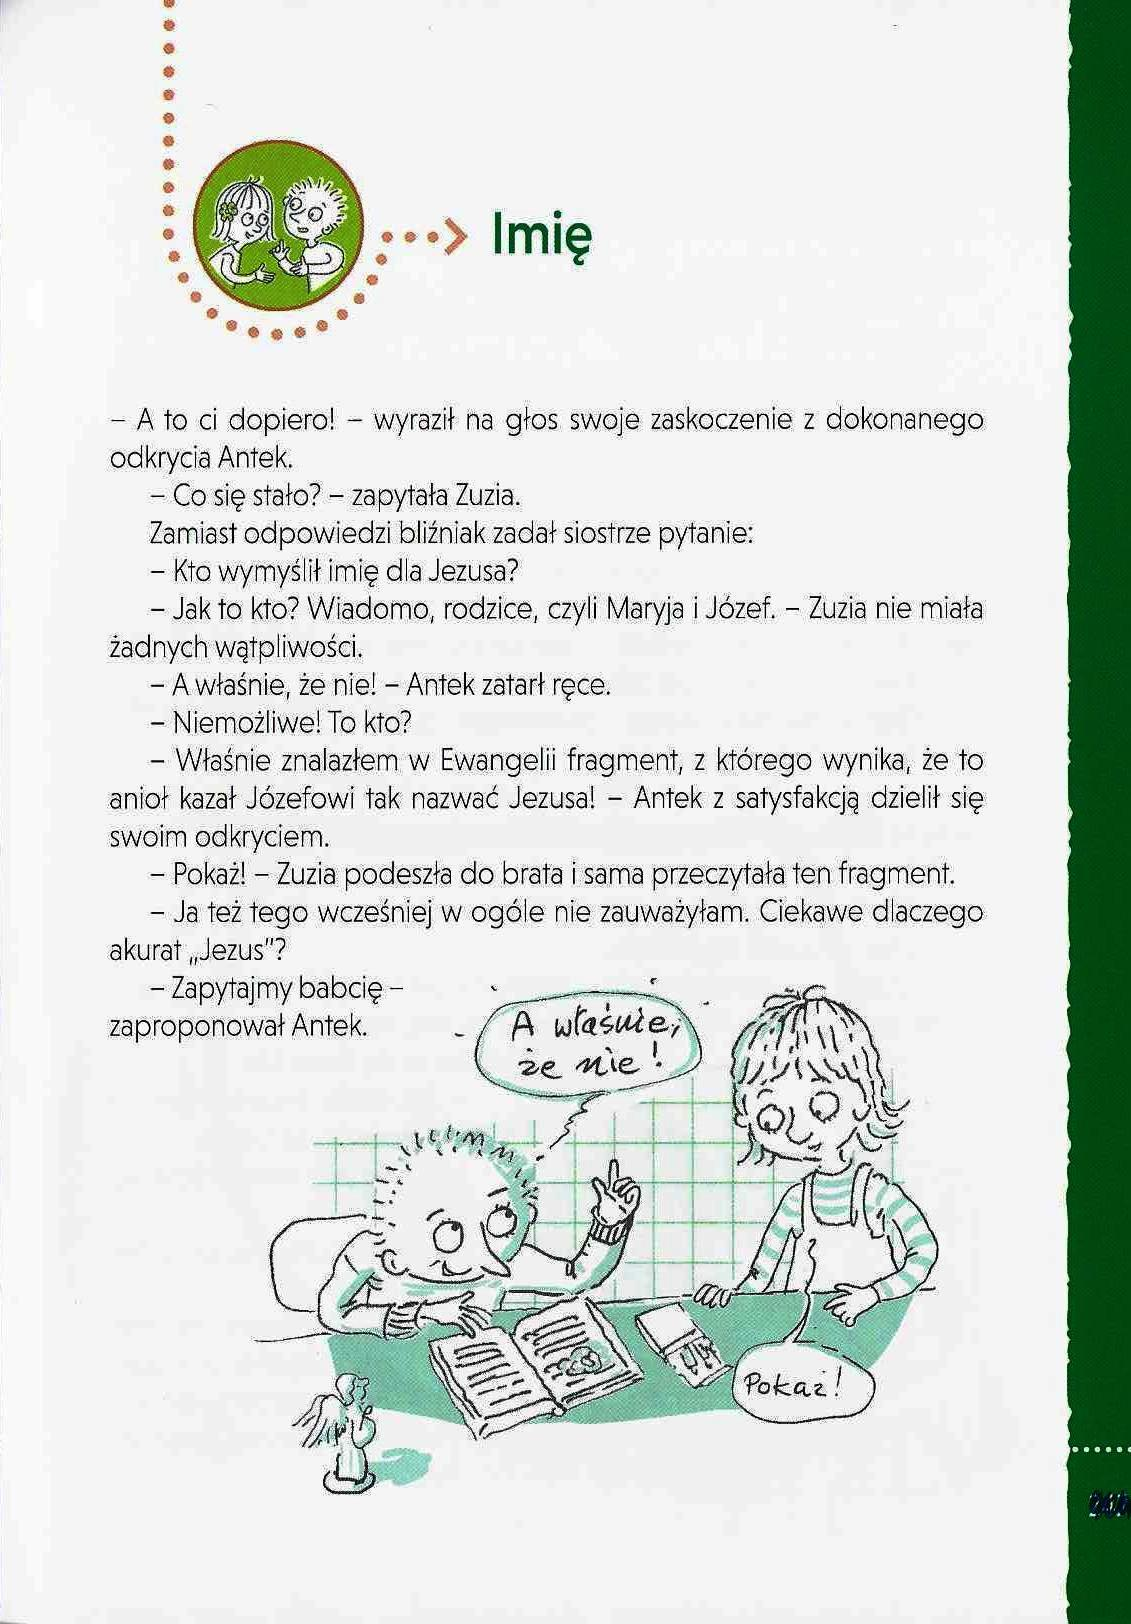 Imię
– A to ci dopiero! – wyraził na głos swoje zaskoczenie z dokonanego
odkrycia Antek.
– Co się stało? – zapytała Zuzia.
Zamiast odpowiedzi bliźniak zadał siostrze pytanie:
– Kto wymyślił imię dla Jezusa?
– Jak to kto? Wiadomo, rodzice, czyli Maryja i Józef. – Zuzia nie miała
żadnych wątpliwości.
– A właśnie, że nie! – Antek zatarł ręce.
– Niemożliwe! To kto?
– Właśnie znalazłem w Ewangelii fragment, z którego wynika, że to
anioł kazał Józefowi tak nazwać Jezusa! – Antek z satysfakcją dzielił się
swoim odkryciem.
– Pokaż! – Zuzia podeszła do brata i sama przeczytała ten fragment.
– Ja też tego wcześniej w ogóle nie zauważyłam. Ciekawe dlaczego
akurat „Jezus"?
– Zapytajmy babcię –
zaproponował Antek.
A właśnie,
że nie!
Pokaż!